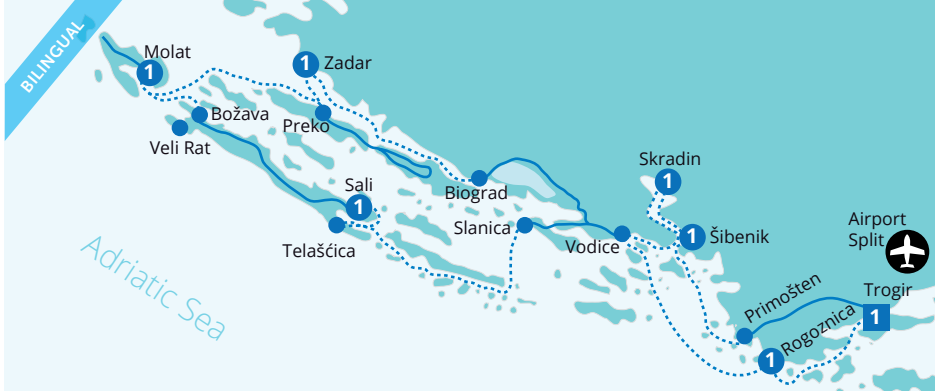 BILINGUAL
Molat
1
1
Zadar
Božava
Preko
Veli Rat
Skradin
1
Sali
1
Biograd
Slanica
Telašćica
Vodice
1
Šibenik
Airport
Split
Adriatic Sea
Primošten
Trogir
1
Rogoznica
1